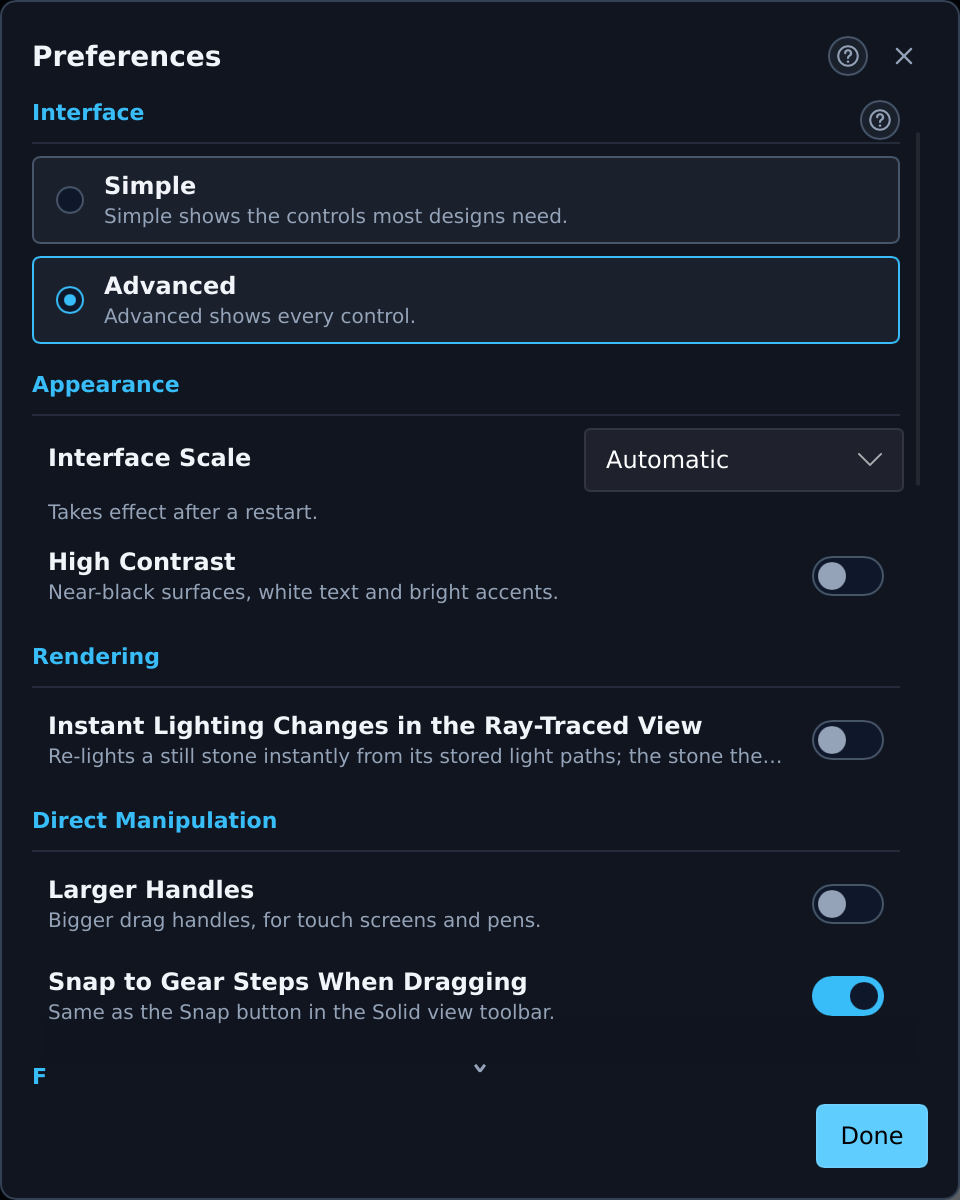 Preferences
Interface
Simple
Simple shows the controls most designs need.
Advanced
Advanced shows every control.
Appearance
Interface Scale
Automatic
Takes effect after a restart.
High Contrast
Near-black surfaces, white text and bright accents.
Rendering
Instant Lighting Changes in the Ray-Traced View
Re-lights a still stone instantly from its stored light paths; the stone the…
Direct Manipulation
Larger Handles
Bigger drag handles, for touch screens and pens.
Snap to Gear Steps When Dragging
Same as the Snap button in the Solid view toolbar.
F
Done